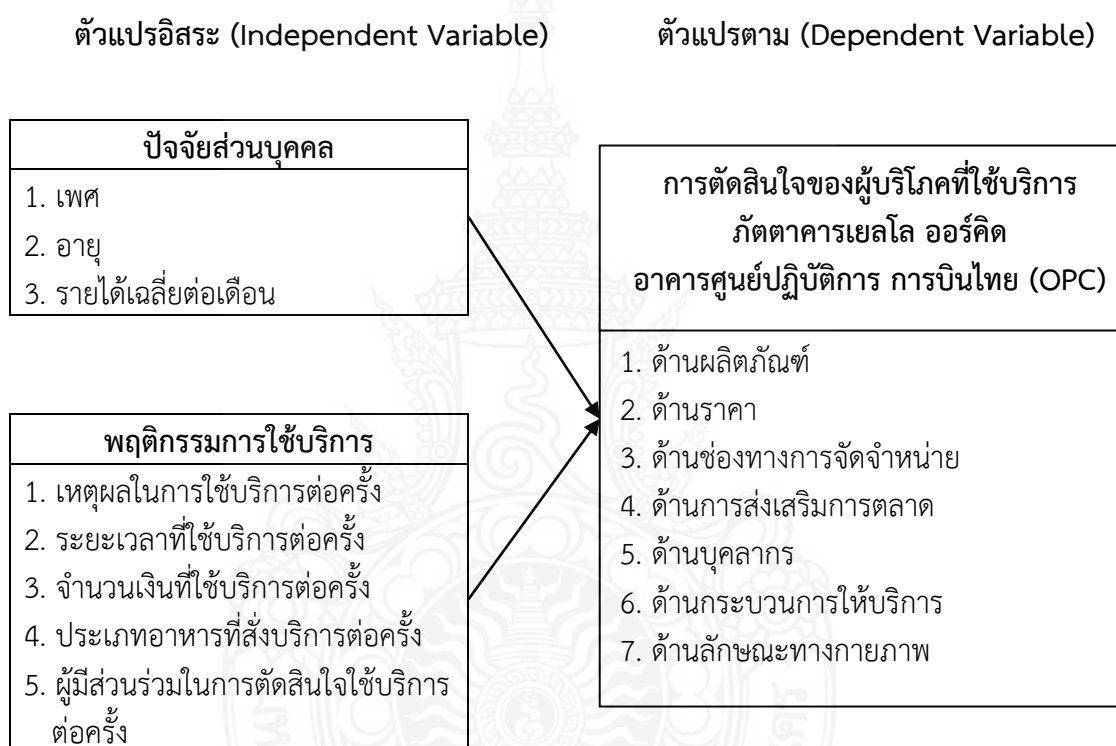 ตัวแปรอิสระ (Independent Variable)
ตัวแปรตาม (Dependent Variable)
ปัจจัยส่วนบุคคล
1. เพศ
2. อายุ
3. รายได้เฉลี่ยต่อเดือน
พฤติกรรมการใช้บริการ
1. เหตุผลในการใช้บริการต่อครั้ง
2. ระยะเวลาที่ใช้บริการต่อครั้ง
3. จำนวนเงินที่ใช้บริการต่อครั้ง
4. ประเภทอาหารที่สั่งบริการต่อครั้ง
5. ผู้มีส่วนร่วมในการตัดสินใจใช้บริการ
ต่อครั้ง
การตัดสินใจของผู้บริโภคที่ใช้บริการ
ภัตตาคารเยลโล ออร์คิด
อาคารศูนย์ปฏิบัติการ การบินไทย (OPC)
1. ด้านผลิตภัณฑ์
2. ด้านราคา
3. ด้านช่องทางการจัดจำหน่าย
4. ด้านการส่งเสริมการตลาด
5. ด้านบุคลากร
6. ด้านกระบวนการให้บริการ
7. ด้านลักษณะทางกายภาพ